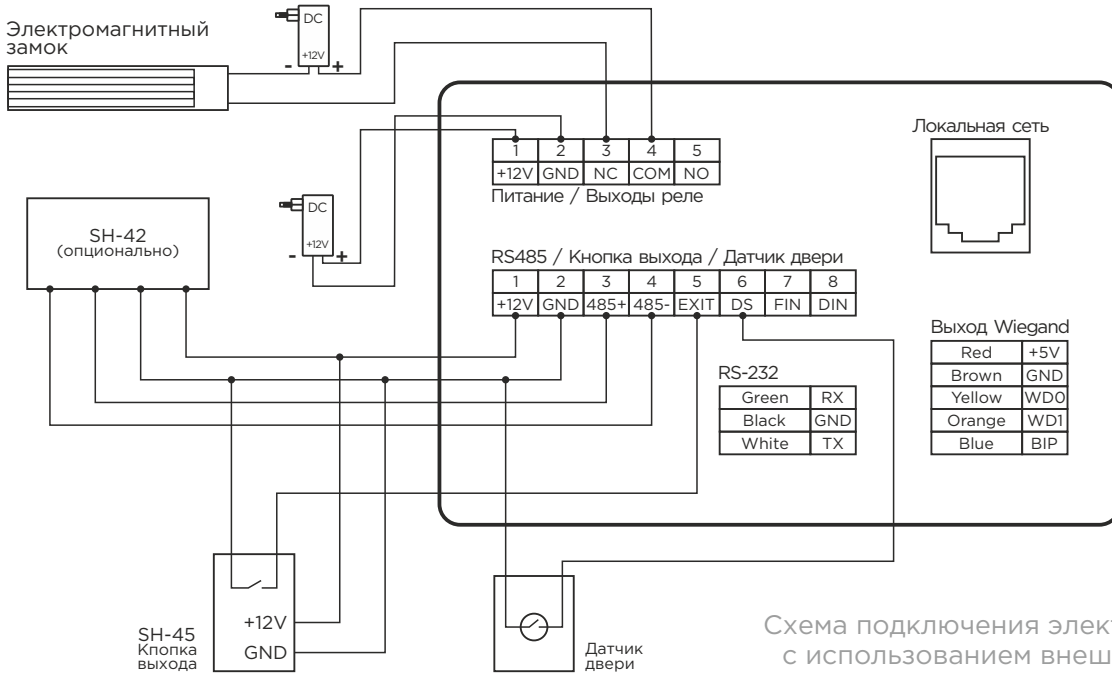 Электромагнитный
замок
DC
+12V
- +
Локальная сеть
1 2 3 4 5
+12V GND NC COM NO
Питание / Выходы реле
DC
+12V
- +
SH-42
(опционально)
RS485 / Кнопка выхода / Датчик двери
1 2 3 4 5 6 7 8
+12V GND 485+ 485- EXIT DS FIN DIN
Выход Wiegand
Red +5V
Brown GND
Yellow WD0
Orange WD1
Blue BIP
RS-232
Green RX
Black GND
White TX
+12V
GND
SH-45
Кпопка
выхода
Датчик
двери
Схема подключения элект
с использованием внеш